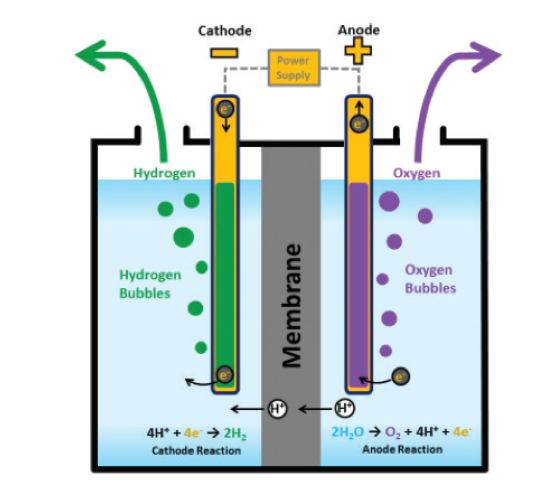 Cathode
Anode
Power
Supply
e⁻
e⁻
Hydrogen
Oxygen
Hydrogen
Bubbles
Membrane
Oxygen
Bubbles
e⁻
e⁻
H⁺
H⁺
4H⁺ + 4e⁻ → 2H₂
Cathode Reaction
2H₂O → O₂ + 4H⁺ + 4e⁻
Anode Reaction